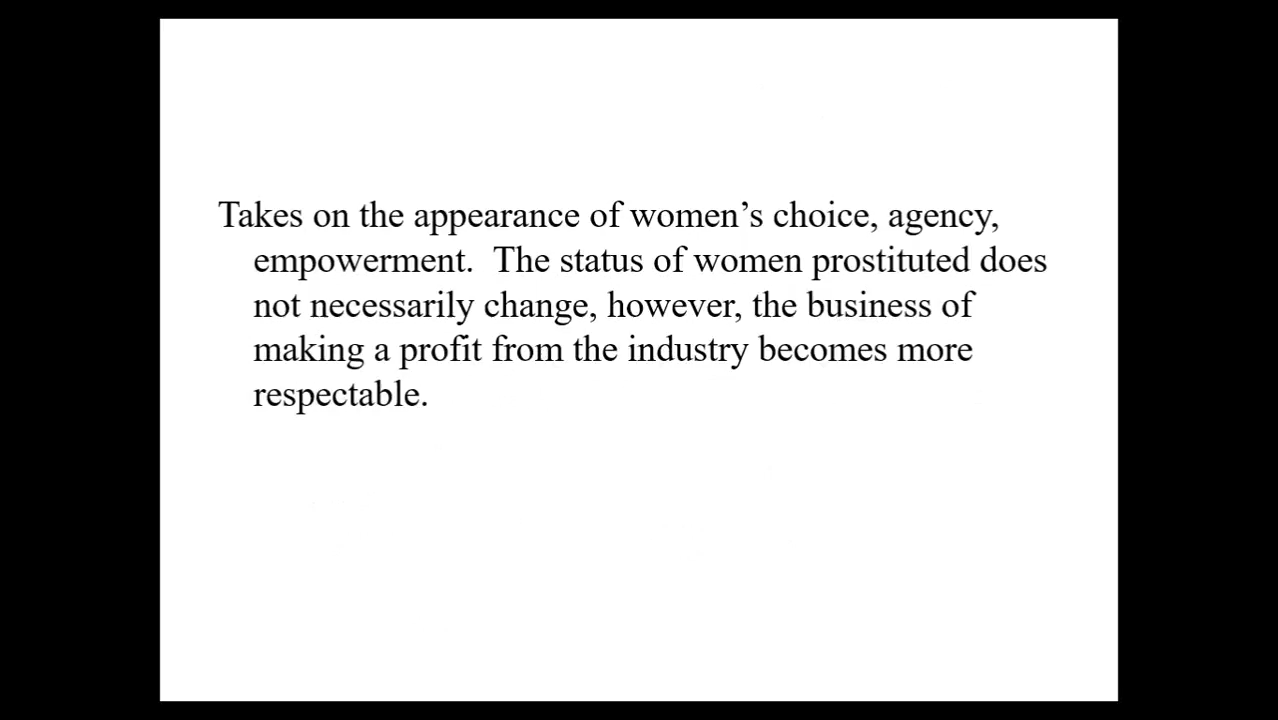 Takes on the appearance of women’s choice, agency,
empowerment.  The status of women prostituted does
not necessarily change, however, the business of
making a profit from the industry becomes more
respectable.